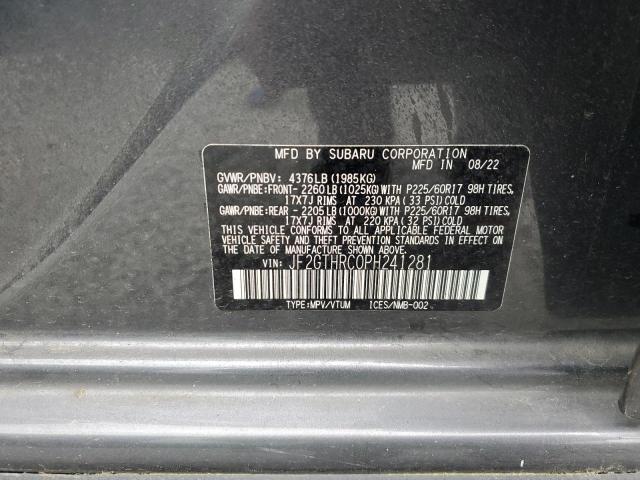 MFD BY SUBARU CORPORATION
MFD IN 08/22
GVWR/PNBV: 4376LB(1985KG)
GAWR/PNBE:FRONT- 2260LB(1025KG)WITH P225/60R17 98H TIRES,
17X7J RIMS AT 230 KPA(33 PSI)COLD
GAWR/PNBE:REAR - 2205LB(1000KG)WITH P225/60R17 98H TIRES,
17X7J RIMS AT 220 KPA(32 PSI)COLD
THIS VEHICLE CONFORMS TO ALL APPLICABLE FEDERAL MOTOR
VEHICLE SAFETY AND THEFT PREVENTION STANDARDS IN EFFECT ON
THE DATE OF MANUFACTURE SHOWN ABOVE.
VIN: JF2GTHRC0PH241281
TYPE:MPV/VTUM ICES/NMB-002